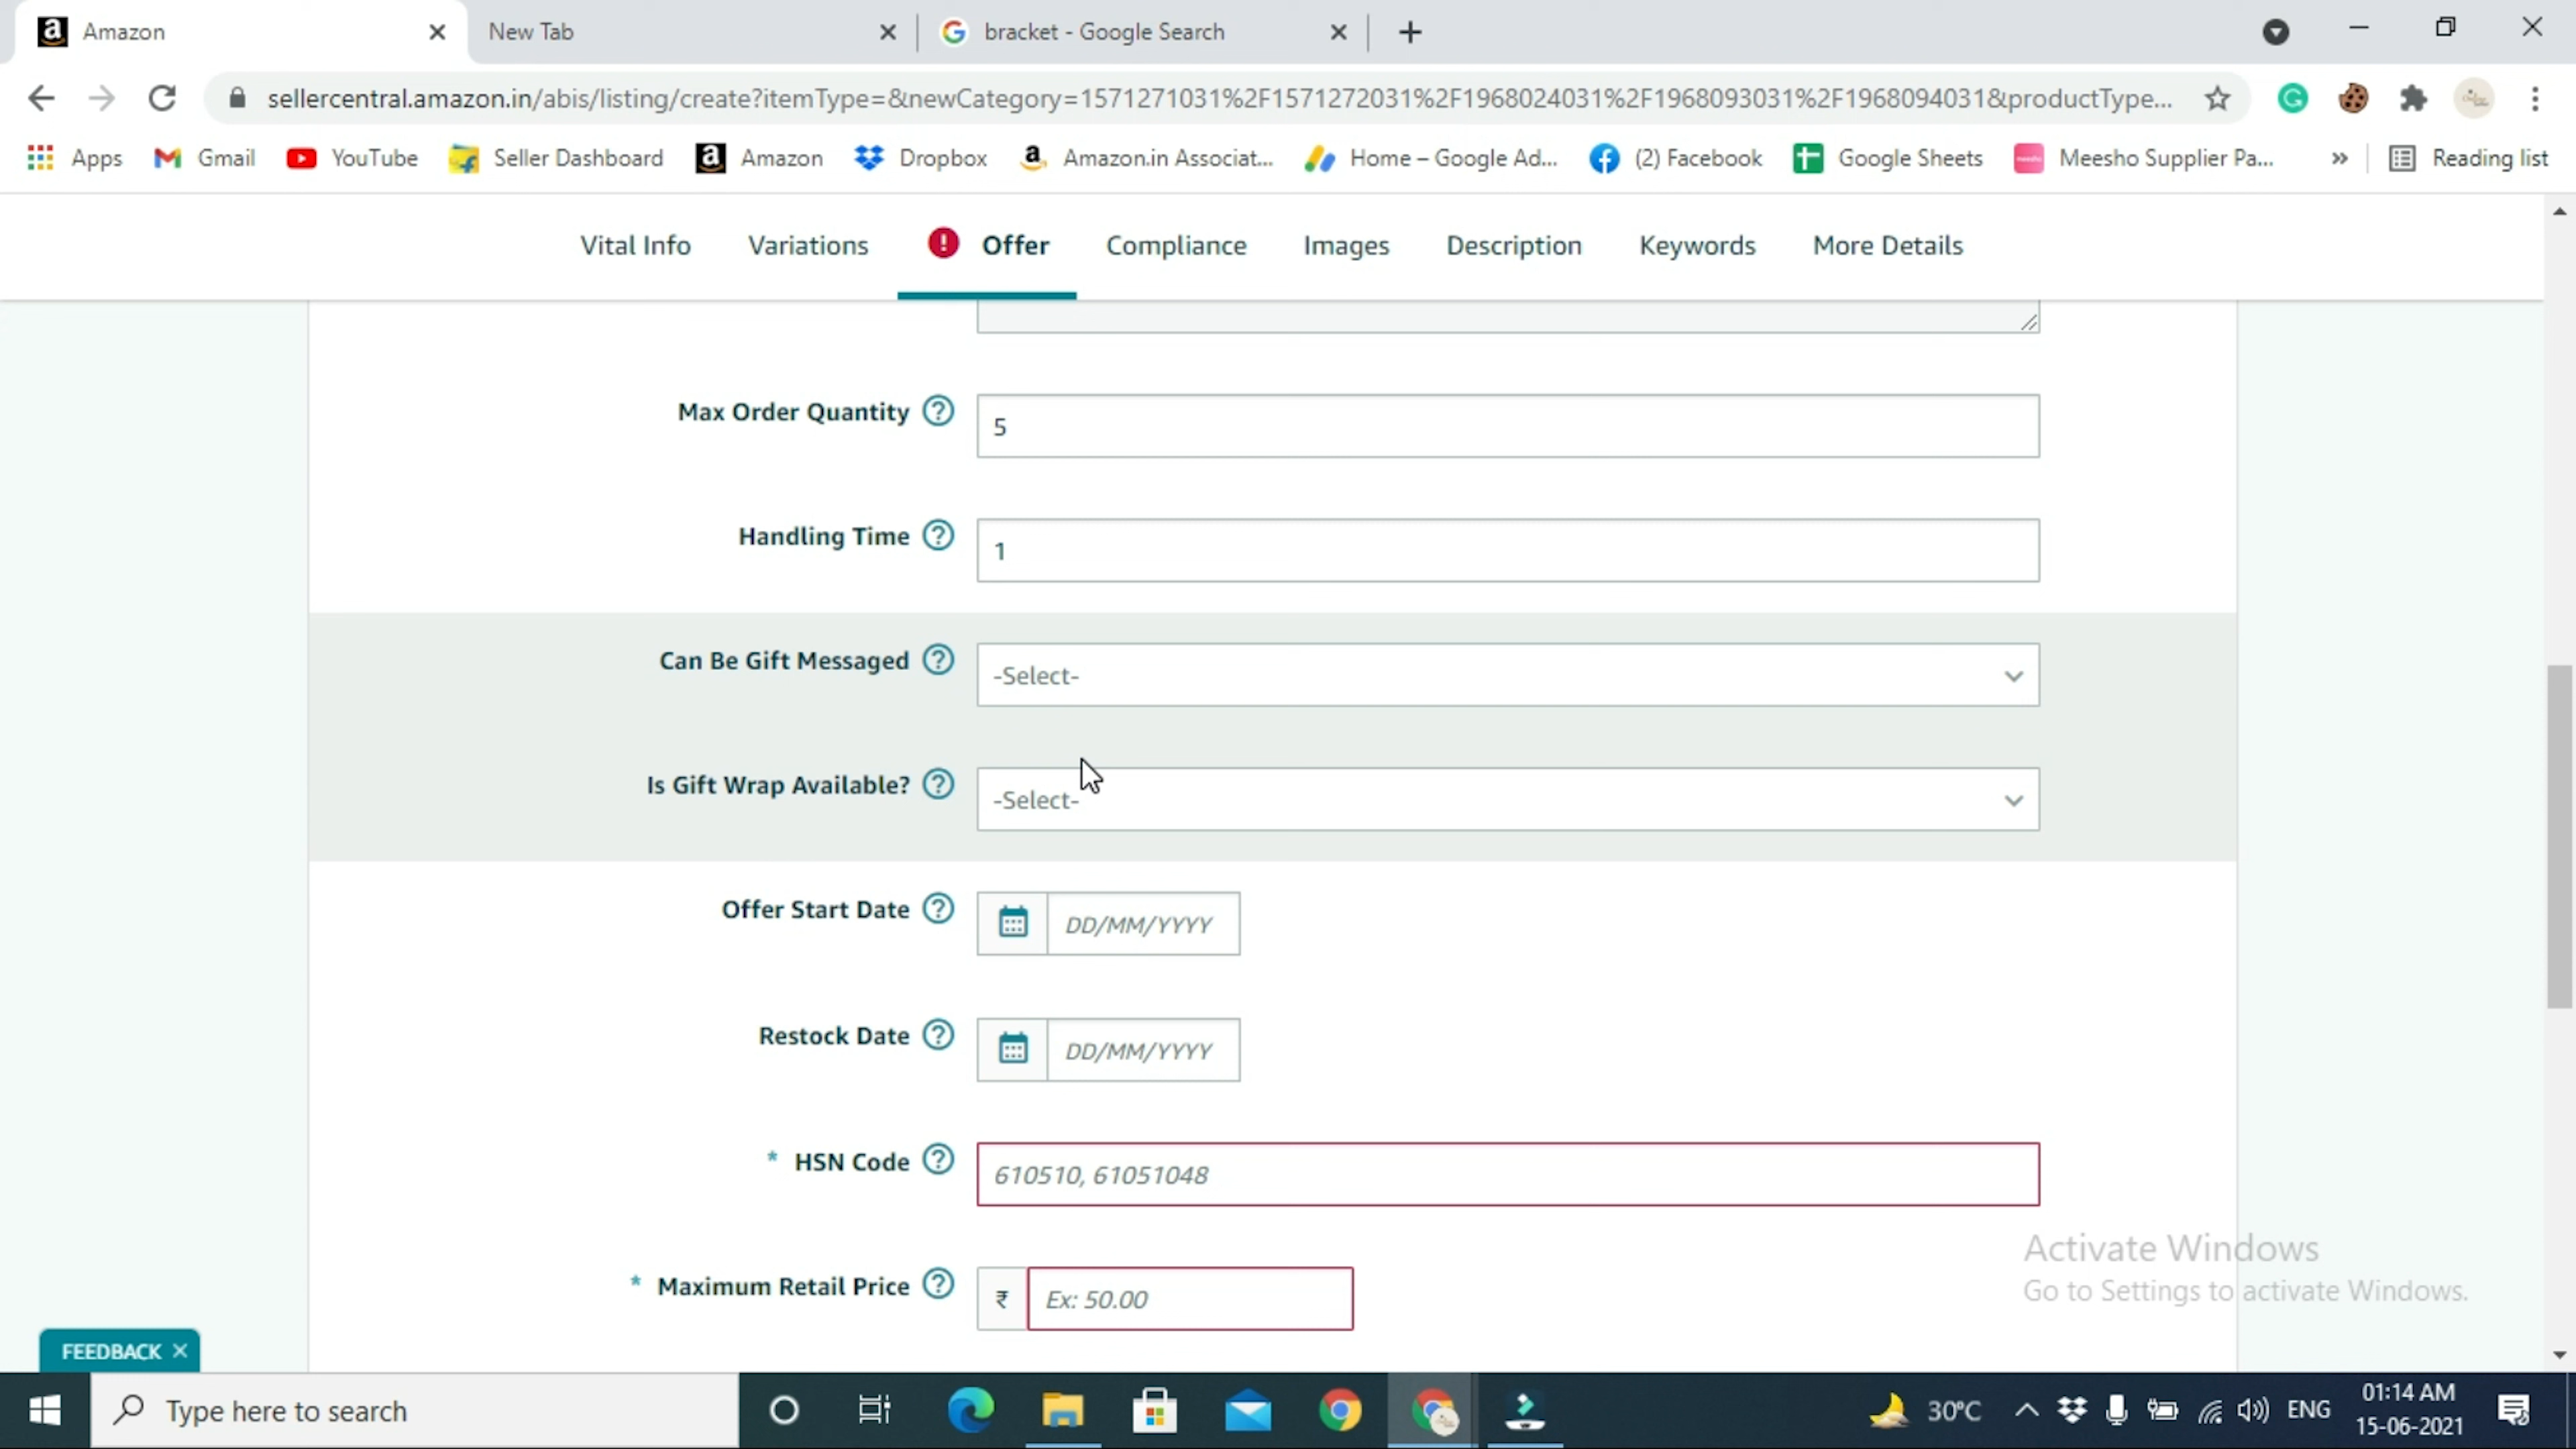 Amazon
New Tab
bracket - Google Search
sellercentral.amazon.in/abis/listing/create?itemType=&newCategory=1571271031%2F1571272031%2F1968024031%2F1968093031%2F1968094031&productType...
Apps Gmail YouTube Seller Dashboard Amazon Dropbox Amazon.in Associat... Home – Google Ad... (2) Facebook Google Sheets Meesho Supplier Pa... » Reading list
Vital Info Variations Offer Compliance Images Description Keywords More Details
Max Order Quantity 5
Handling Time 1
Can Be Gift Messaged -Select-
Is Gift Wrap Available? -Select-
Offer Start Date DD/MM/YYYY
Restock Date DD/MM/YYYY
* HSN Code 610510, 61051048
* Maximum Retail Price ₹ Ex: 50.00
Activate Windows
Go to Settings to activate Windows.
FEEDBACK ×
Type here to search
30°C
ENG
01:14 AM
15-06-2021